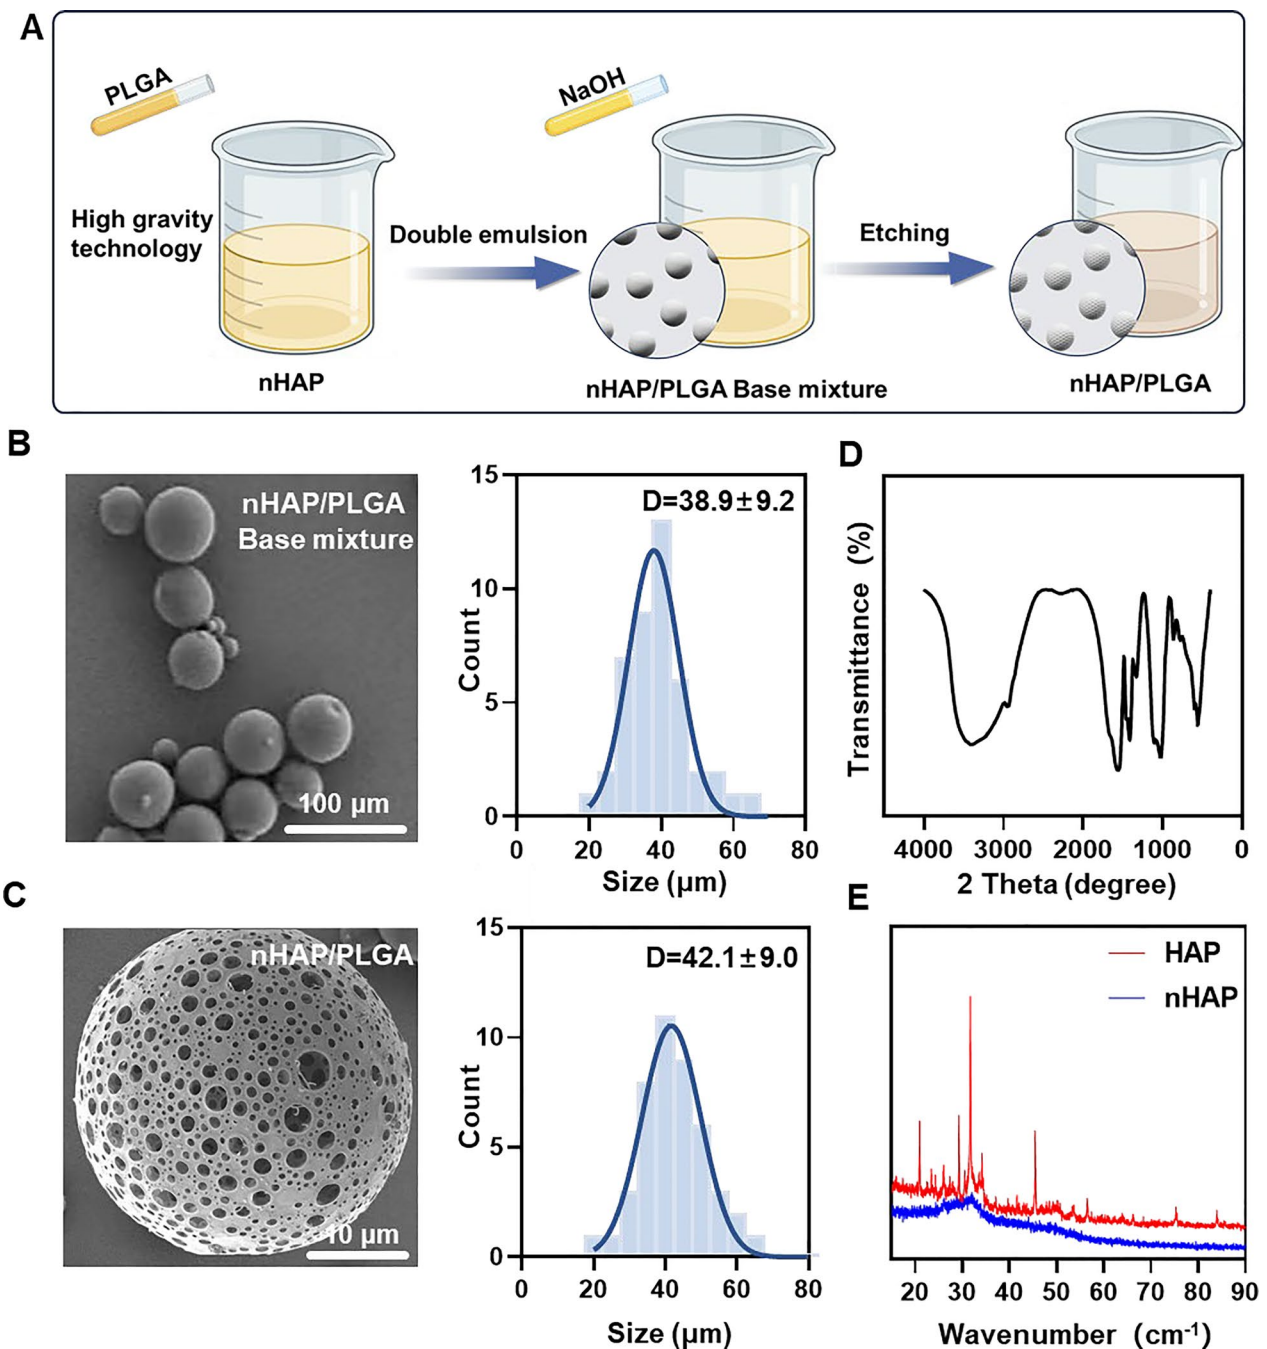 A
PLGA
High gravity
technology
nHAP
Double emulsion
NaOH
nHAP/PLGA Base mixture
Etching
nHAP/PLGA
B
nHAP/PLGA
Base mixture
100 μm
15
10
5
0
Count
D=38.9±9.2
0 20 40 60 80
Size (μm)
D
Transmittance (%)
4000 3000 2000 1000 0
2 Theta (degree)
C
nHAP/PLGA
10 μm
15
10
5
0
Count
D=42.1±9.0
0 20 40 60 80
Size (μm)
E
HAP
nHAP
20 30 40 50 60 70 80 90
Wavenumber (cm-1)